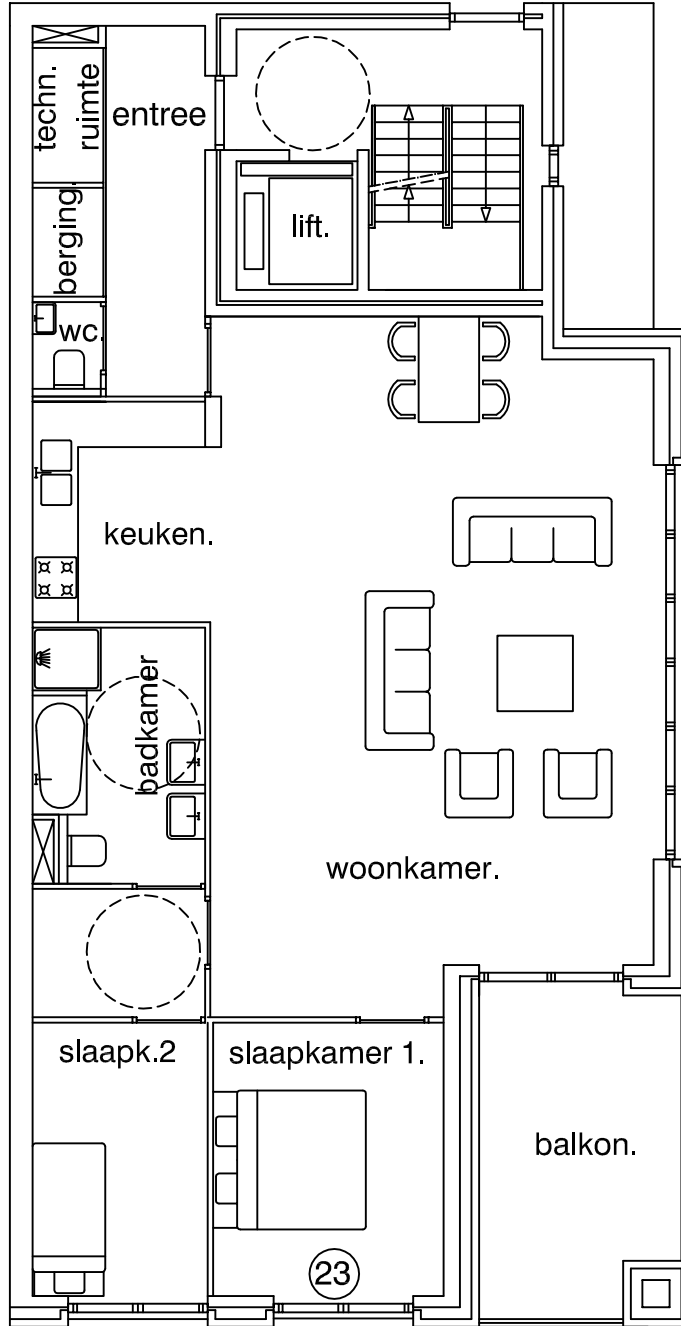 techn.
ruimte
entree
berging.
lift.
wc.
keuken.
badkamer
woonkamer.
slaapk.2
slaapkamer 1.
balkon.
23